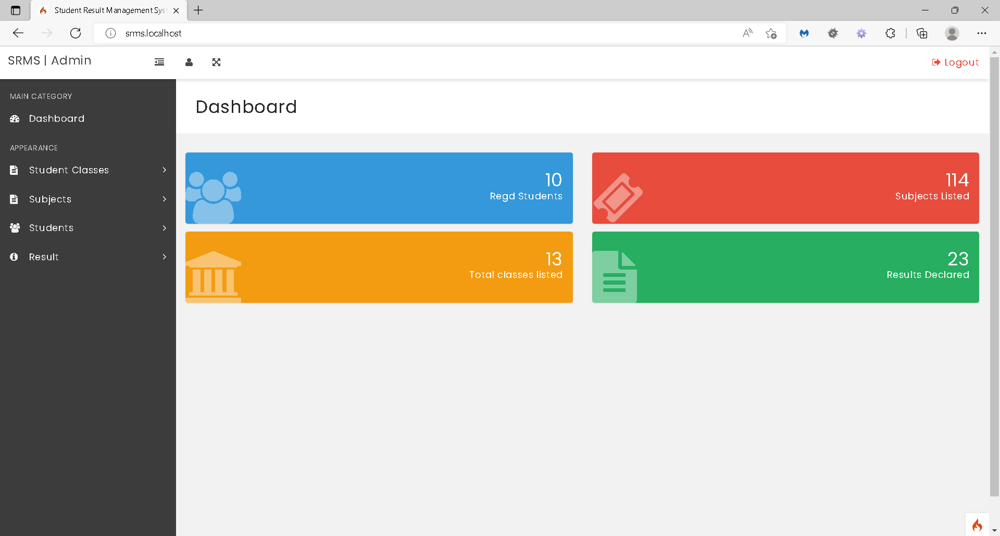 Student Result Management Sys
srms.localhost
SRMS | Admin
Logout
MAIN CATEGORY
Dashboard
APPEARANCE
Student Classes
Subjects
Students
Result
Dashboard
10
Regd Students
114
Subjects Listed
13
Total classes listed
23
Results Declared